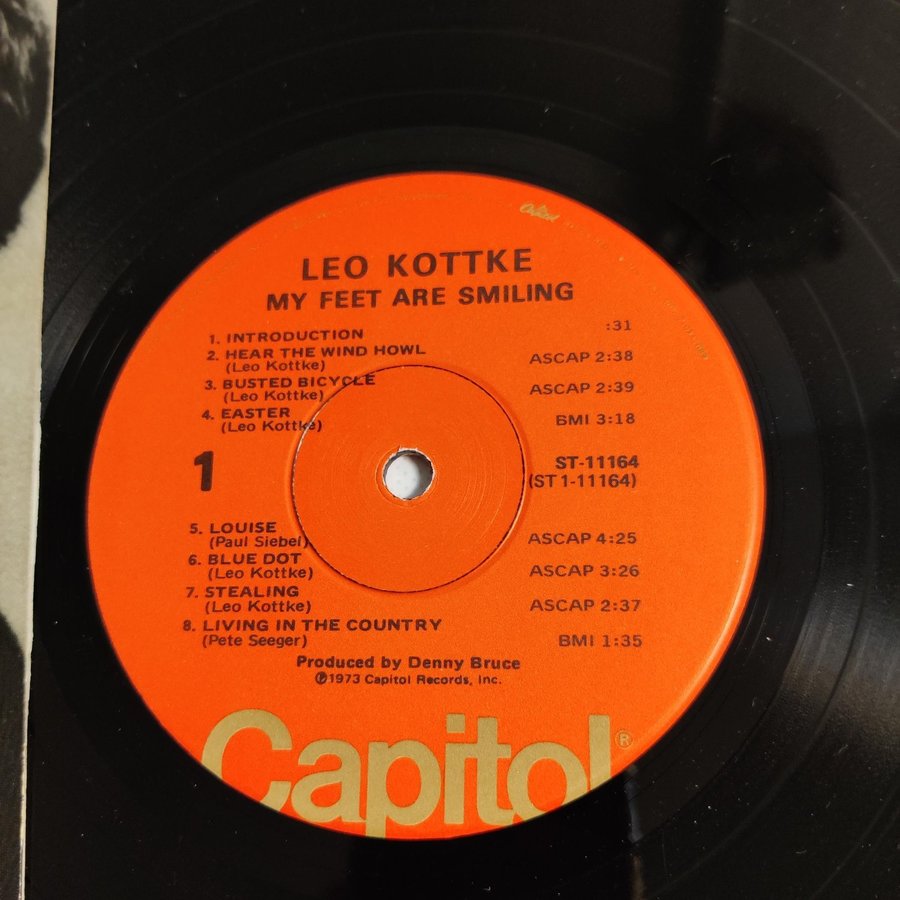 Capitol
LEO KOTTKE
MY FEET ARE SMILING
1. INTRODUCTION :31
2. HEAR THE WIND HOWL
(Leo Kottke) ASCAP 2:38
3. BUSTED BICYCLE
(Leo Kottke) ASCAP 2:39
4. EASTER
(Leo Kottke) BMI 3:18
1
ST-11164
(ST 1-11164)
5. LOUISE
(Paul Siebel) ASCAP 4:25
6. BLUE DOT
(Leo Kottke) ASCAP 3:26
7. STEALING
(Leo Kottke) ASCAP 2:37
8. LIVING IN THE COUNTRY
(Pete Seeger) BMI 1:35
Produced by Denny Bruce
℗1973 Capitol Records, Inc.
Capitol®